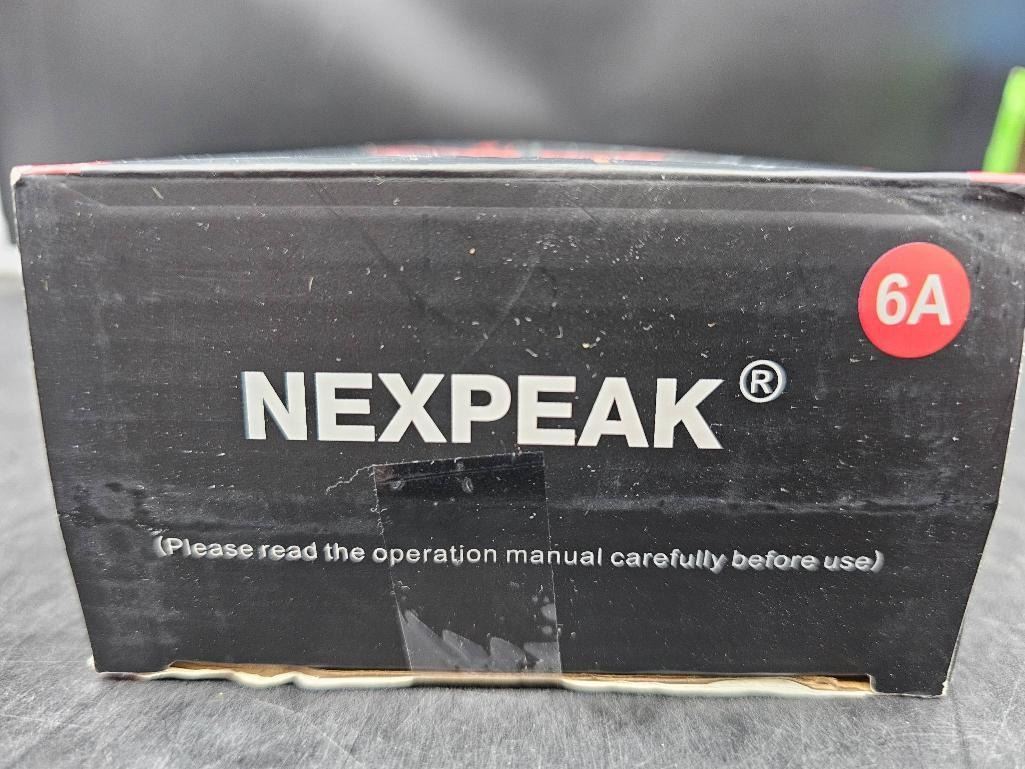 6A
NEXPEAK®
(Please read the operation manual carefully before use)